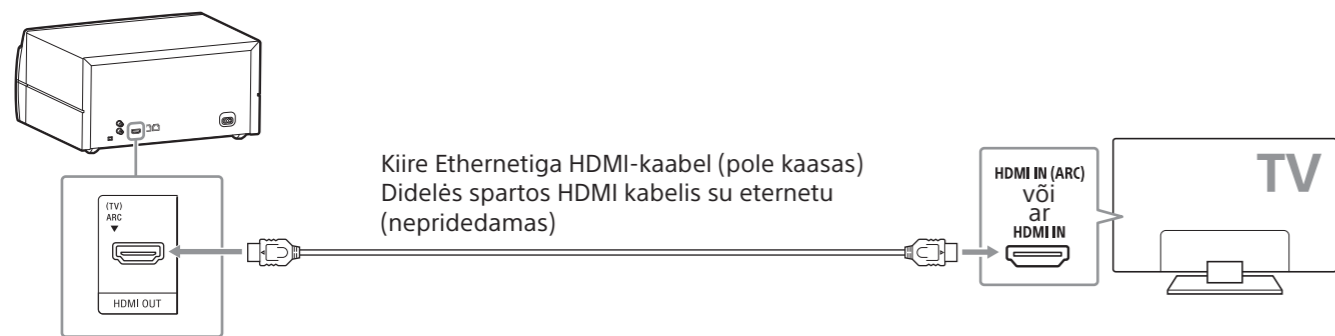 (TV)
ARC
HDMI OUT
Kiire Ethernetiga HDMI-kaabel (pole kaasas)
Didelės spartos HDMI kabelis su eternetu
(nepridedamas)
HDMI IN (ARC)
või
ar
HDMI IN
TV